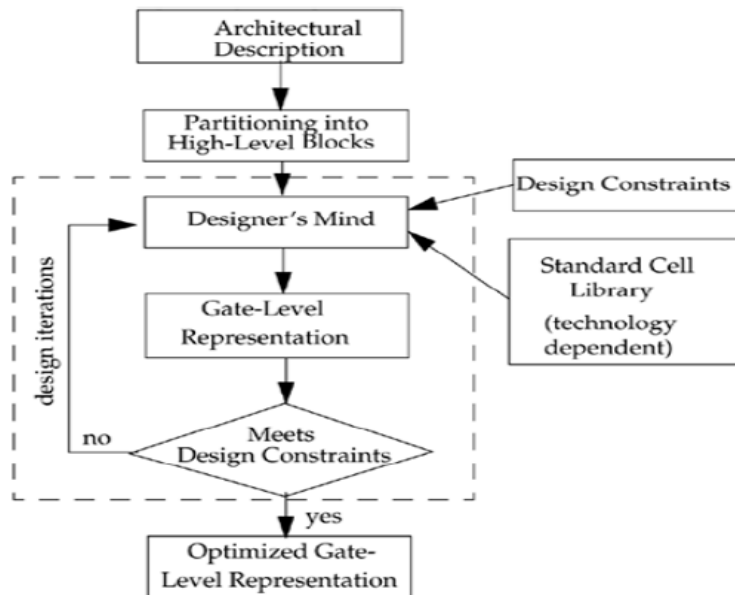 Architectural
Description
Partitioning into
High-Level Blocks
Designer's Mind
Design Constraints
Standard Cell
Library
(technology
dependent)
Gate-Level
Representation
design iterations
Meets
Design Constraints
no
yes
Optimized Gate-
Level Representation